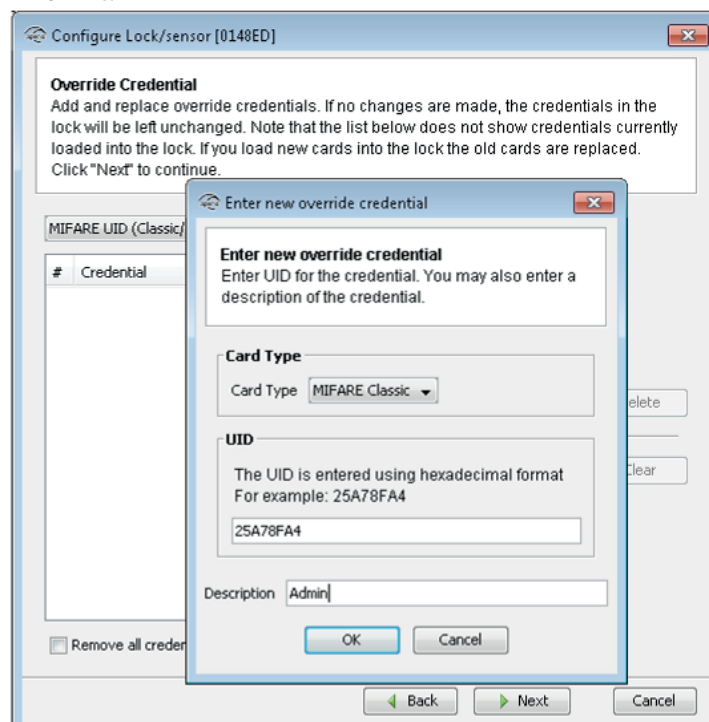 Configure Lock/sensor [0148ED]
Override Credential
Add and replace override credentials. If no changes are made, the credentials in the
lock will be left unchanged. Note that the list below does not show credentials currently
loaded into the lock. If you load new cards into the lock the old cards are replaced.
Click "Next" to continue.
MIFARE UID (Classic/
# Credential
Enter new override credential
Enter new override credential
Enter UID for the credential. You may also enter a
description of the credential.
Card Type
Card Type MIFARE Classic
UID
The UID is entered using hexadecimal format
For example: 25A78FA4
25A78FA4
Description Admin
OK Cancel
elete
Clear
Remove all creder
Back Next Cancel